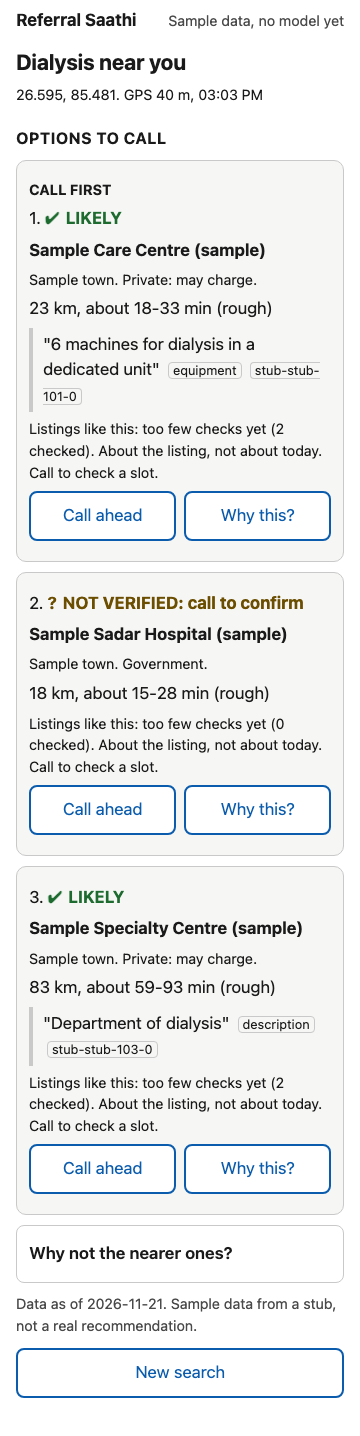 Referral Saathi
Sample data, no model yet
Dialysis near you
26.595, 85.481. GPS 40 m, 03:03 PM
OPTIONS TO CALL
CALL FIRST
1. ✔ LIKELY
Sample Care Centre (sample)
Sample town. Private: may charge.
23 km, about 18-33 min (rough)
"6 machines for dialysis in a
dedicated unit" equipment stub-stub-
101-0
Listings like this: too few checks yet (2
checked). About the listing, not about today.
Call to check a slot.
Call ahead
Why this?
2. ? NOT VERIFIED: call to confirm
Sample Sadar Hospital (sample)
Sample town. Government.
18 km, about 15-28 min (rough)
Listings like this: too few checks yet (0
checked). About the listing, not about today.
Call to check a slot.
Call ahead
Why this?
3. ✔ LIKELY
Sample Specialty Centre (sample)
Sample town. Private: may charge.
83 km, about 59-93 min (rough)
"Department of dialysis" description
stub-stub-103-0
Listings like this: too few checks yet (2
checked). About the listing, not about today.
Call to check a slot.
Call ahead
Why this?
Why not the nearer ones?
Data as of 2026-11-21. Sample data from a stub,
not a real recommendation.
New search